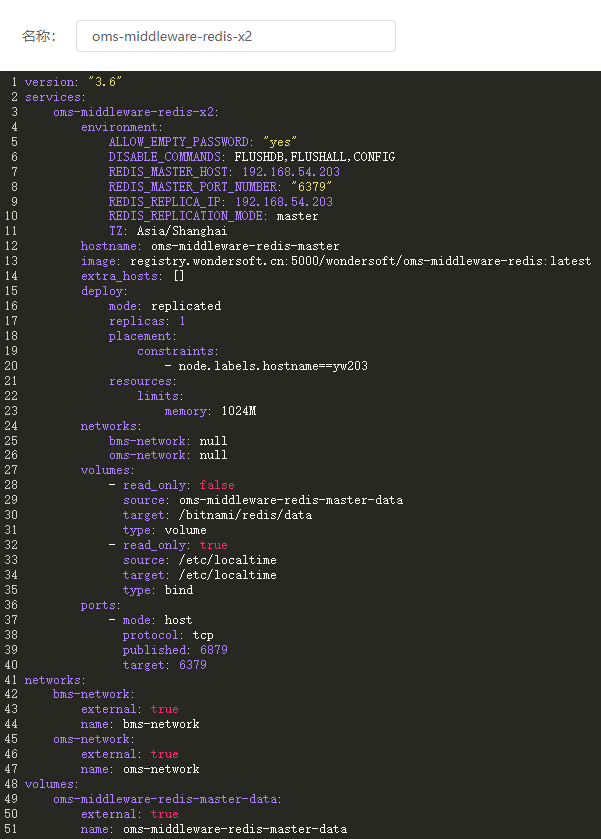 名称： oms-middleware-redis-x2
1 version: "3.6"
2 services:
3     oms-middleware-redis-x2:
4         environment:
5             ALLOW_EMPTY_PASSWORD: "yes"
6             DISABLE_COMMANDS: FLUSHDB,FLUSHALL,CONFIG
7             REDIS_MASTER_HOST: 192.168.54.203
8             REDIS_MASTER_PORT_NUMBER: "6379"
9             REDIS_REPLICA_IP: 192.168.54.203
10             REDIS_REPLICATION_MODE: master
11             TZ: Asia/Shanghai
12         hostname: oms-middleware-redis-master
13         image: registry.wondersoft.cn:5000/wondersoft/oms-middleware-redis:latest
14         extra_hosts: []
15         deploy:
16             mode: replicated
17             replicas: 1
18             placement:
19                 constraints:
20                     - node.labels.hostname==yw203
21             resources:
22                 limits:
23                     memory: 1024M
24         networks:
25             bms-network: null
26             oms-network: null
27         volumes:
28             - read_only: false
29               source: oms-middleware-redis-master-data
30               target: /bitnami/redis/data
31               type: volume
32             - read_only: true
33               source: /etc/localtime
34               target: /etc/localtime
35               type: bind
36         ports:
37             - mode: host
38               protocol: tcp
39               published: 6879
40               target: 6379
41 networks:
42     bms-network:
43         external: true
44         name: bms-network
45     oms-network:
46         external: true
47         name: oms-network
48 volumes:
49     oms-middleware-redis-master-data:
50         external: true
51         name: oms-middleware-redis-master-data